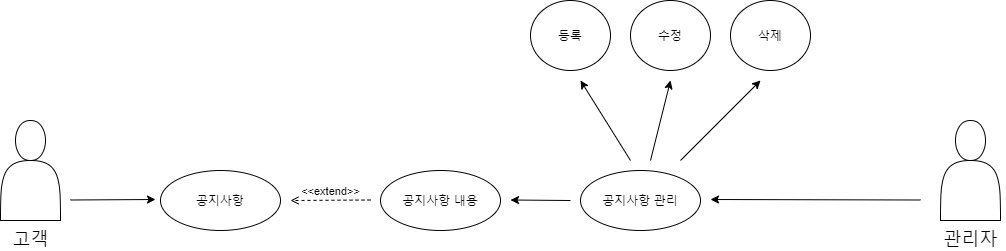 등록
수정
삭제
<<extend>>
공지사항
공지사항 내용
공지사항 관리
고객
관리자